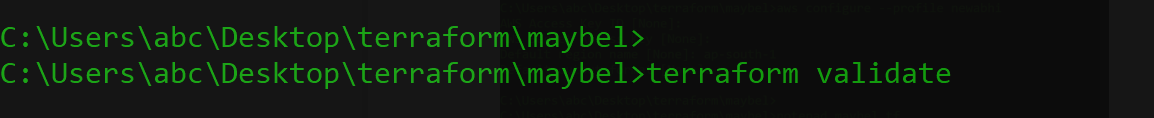 C:\Users\abc\Desktop\terraform\maybel>
C:\Users\abc\Desktop\terraform\maybel>terraform validate